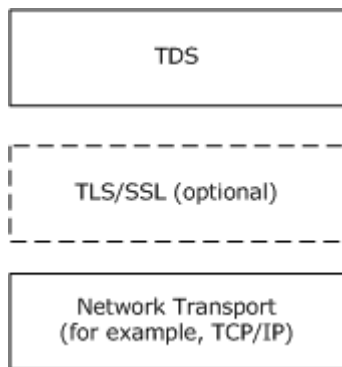 TDS
TLS/SSL (optional)
Network Transport
(for example, TCP/IP)